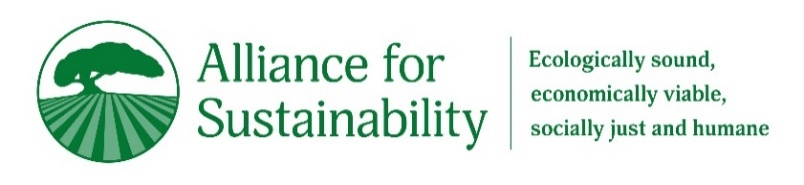 Alliance for
Sustainability
Ecologically sound,
economically viable,
socially just and humane